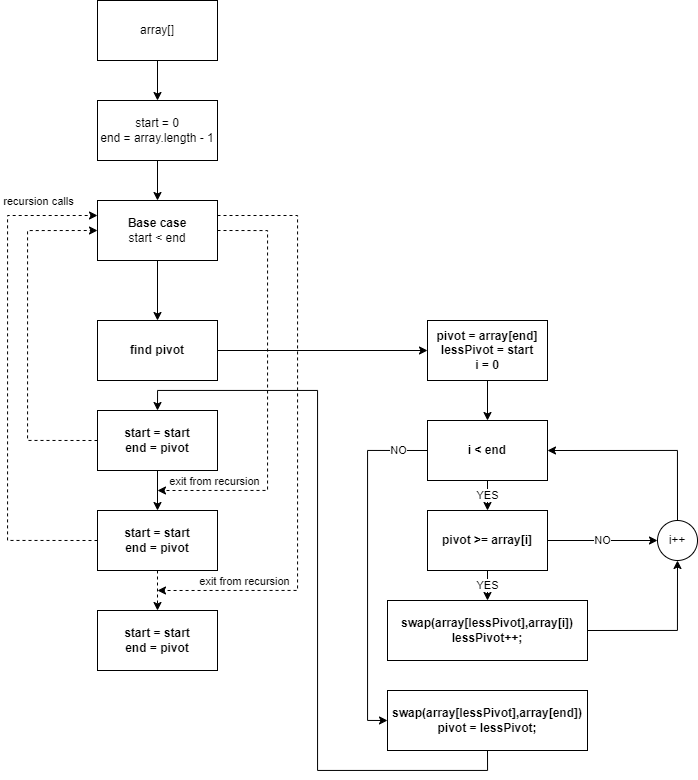 array[]
start = 0
end = array.length - 1
recursion calls
Base case
start < end
find pivot
pivot = array[end]
lessPivot = start
i = 0
start = start
end = pivot
NO
i < end
exit from recursion
YES
start = start
end = pivot
pivot >= array[i]
NO
i++
exit from recursion
YES
swap(array[lessPivot],array[i])
lessPivot++;
start = start
end = pivot
swap(array[lessPivot],array[end])
pivot = lessPivot;